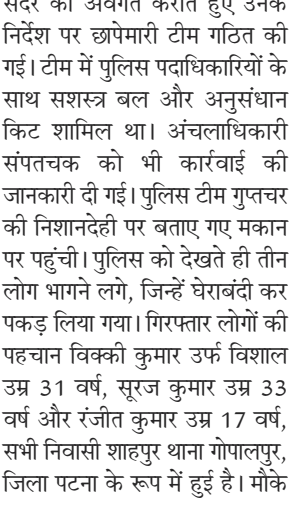 सदर को अवगत कराते हुए उनके
निर्देश पर छापेमारी टीम गठित की
गई। टीम में पुलिस पदाधिकारियों के
साथ सशस्त्र बल और अनुसंधान
किट शामिल था। अंचलाधिकारी
संपतचक को भी कार्रवाई की
जानकारी दी गई। पुलिस टीम गुप्तचर
की निशानदेही पर बताए गए मकान
पर पहुंची। पुलिस को देखते ही तीन
लोग भागने लगे, जिन्हें घेराबंदी कर
पकड़ लिया गया। गिरफ्तार लोगों की
पहचान विक्की कुमार उर्फ विशाल
उम्र 31 वर्ष, सूरज कुमार उम्र 33
वर्ष और रंजीत कुमार उम्र 17 वर्ष,
सभी निवासी शाहपुर थाना गोपालपुर,
जिला पटना के रूप में हुई है। मौके